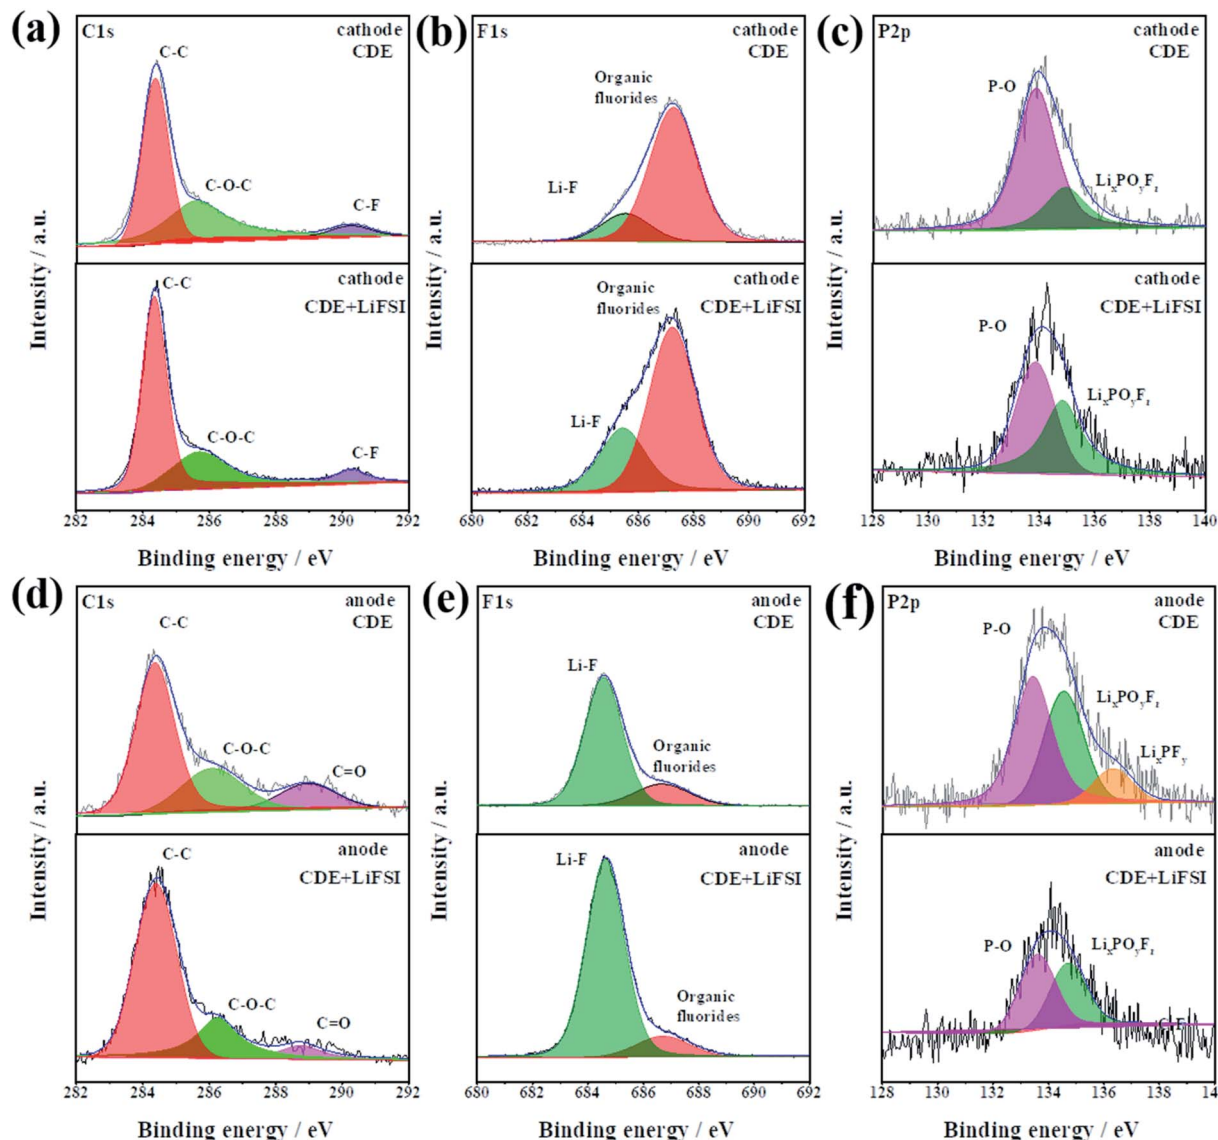 (a)
C1s
cathode
CDE
C-C
C-O-C
C-F
cathode
CDE+LiFSI
C-C
C-O-C
C-F
Intensity / a.u.
282 284 286 288 290 292
Binding energy / eV
(b)
F1s
cathode
CDE
Organic
fluorides
Li-F
cathode
CDE+LiFSI
Organic
fluorides
Li-F
Intensity / a.u.
680 682 684 686 688 690 692
Binding energy / eV
(c)
P2p
cathode
CDE
P-O
LixPOyFz
cathode
CDE+LiFSI
P-O
LixPOyFz
Intensity / a.u.
128 130 132 134 136 138 140
Binding energy / eV
(d)
C1s
anode
CDE
C-C
C-O-C
C=O
anode
CDE+LiFSI
C-C
C-O-C
C=O
Intensity / a.u.
282 284 286 288 290 292
Binding energy / eV
(e)
F1s
anode
CDE
Li-F
Organic
fluorides
anode
CDE+LiFSI
Li-F
Organic
fluorides
Intensity / a.u.
680 682 684 686 688 690 692
Binding energy / eV
(f)
P2p
anode
CDE
P-O
LixPOyFz
LixPFy
anode
CDE+LiFSI
P-O
LixPOyFz
Intensity / a.u.
128 130 132 134 136 138 14
Binding energy / eV